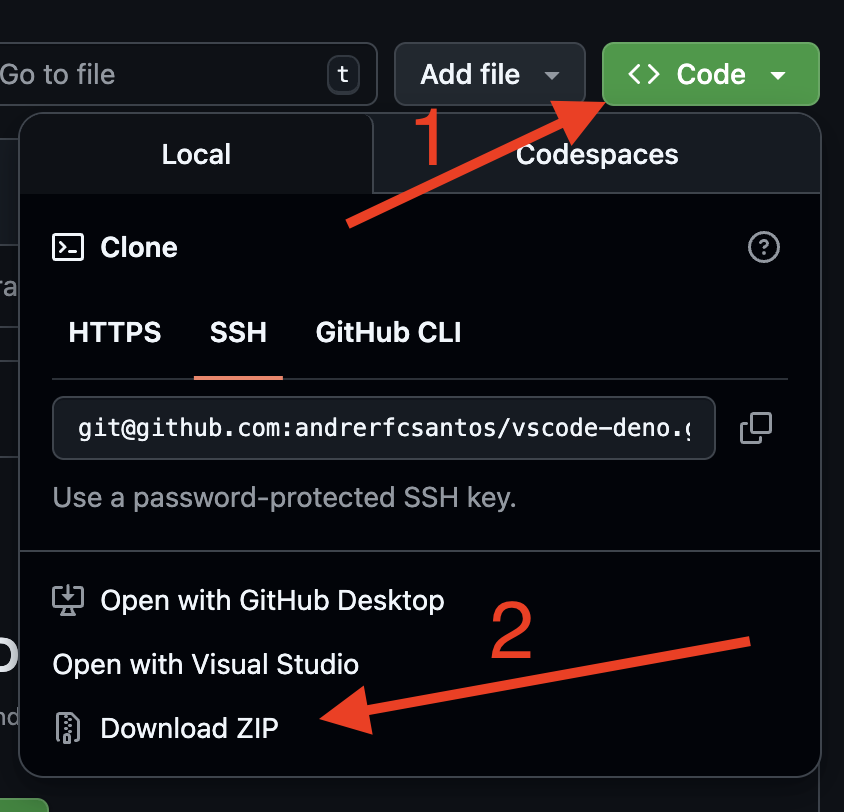 Go to file t Add file <> Code
1
Local Codespaces
Clone
HTTPS SSH GitHub CLI
git@github.com:andrerfcsantos/vscode-deno.g
Use a password-protected SSH key.
Open with GitHub Desktop
2
Open with Visual Studio
Download ZIP